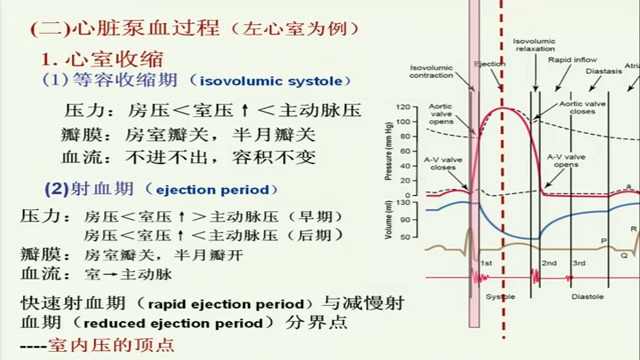 (二)心脏泵血过程（左心室为例）
1. 心室收缩
(1) 等容收缩期（isovolumic systole）
压力：房压＜室压↑＜主动脉压
瓣膜：房室瓣关，半月瓣关
血流：不进不出，容积不变
(2)射血期（ejection period）
压力：房压＜室压↑＞主动脉压（早期）
房压＜室压↑＜主动脉压（后期）
瓣膜：房室瓣关，半月瓣开
血流：室→主动脉
快速射血期（rapid ejection period）与减慢射
血期（reduced ejection period）分界点
----室内压的顶点
Isovolumic
contraction
Ejection
Isovolumic
relaxation
Rapid inflow
Diastasis
Atria
Aortic
valve
opens
Aortic valve
closes
A-V valve
closes
A-V valve
opens
Pressure (mm Hg)
120
100
80
60
40
20
0
a
Volume (ml)
130
90
50
R
P
Q
1st
2nd
3rd
Systole
Diastole